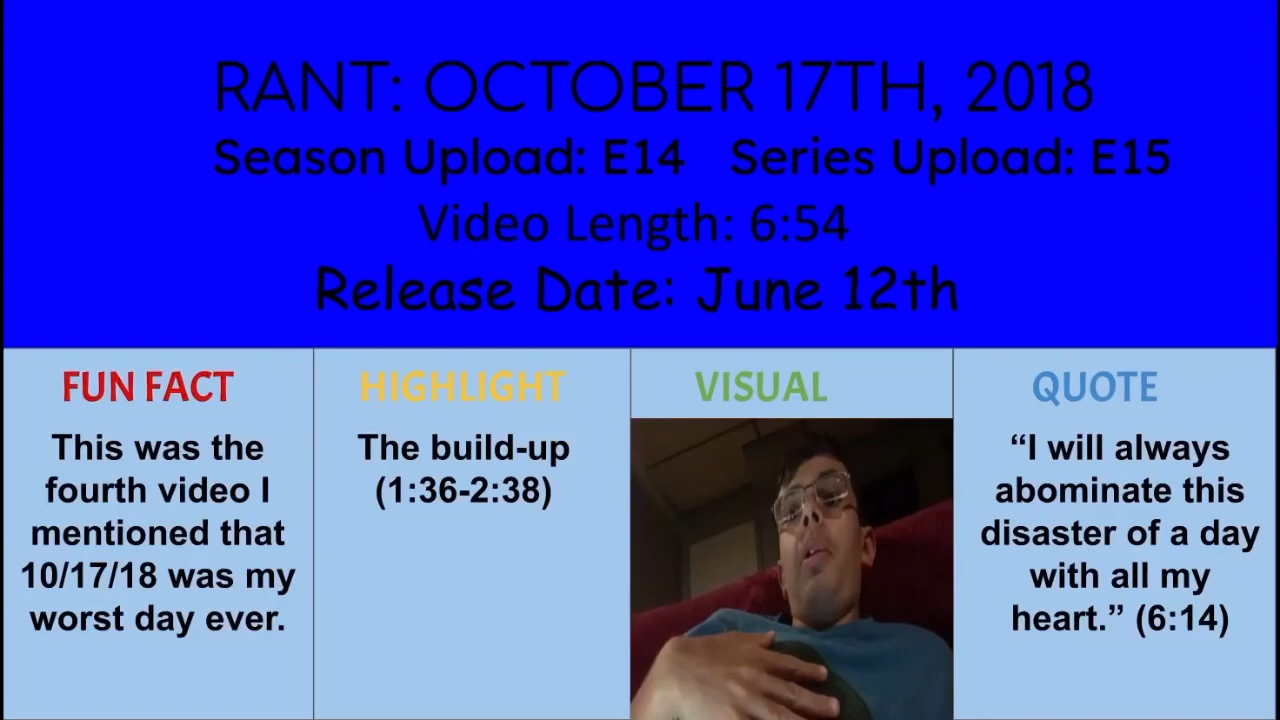 RANT: OCTOBER 17TH, 2018
Season Upload: E14 Series Upload: E15
Video Length: 6:54
Release Date: June 12th
FUN FACT
This was the
fourth video I
mentioned that
10/17/18 was my
worst day ever.
HIGHLIGHT
The build-up
(1:36-2:38)
VISUAL
QUOTE
“I will always
abominate this
disaster of a day
with all my
heart.” (6:14)